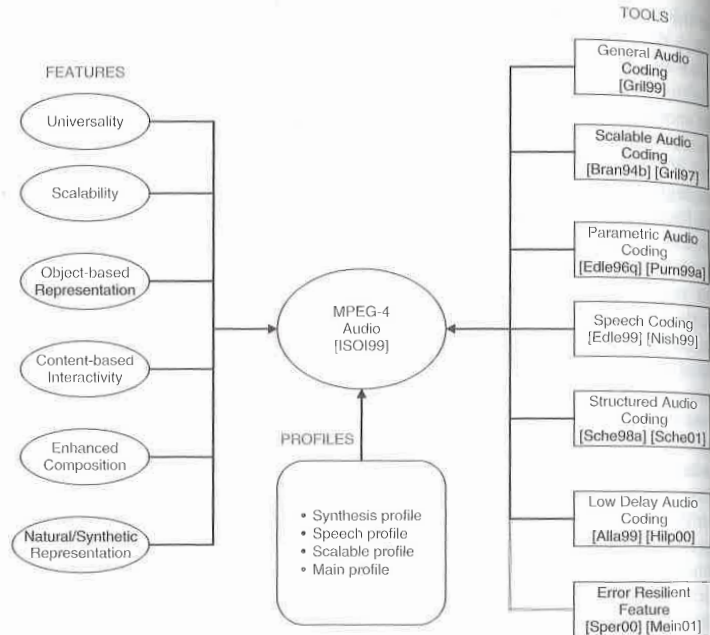 FEATURES
Universality
Scalability
Object-based
Representation
Content-based
Interactivity
Enhanced
Composition
Natural/Synthetic
Representation
MPEG-4
Audio
[ISOI99]
PROFILES
• Synthesis profile
• Speech profile
• Scalable profile
• Main profile
TOOLS
General Audio
Coding
[Gril99]
Scalable Audio
Coding
[Bran94b] [Gril97]
Parametric Audio
Coding
[Edle96q] [Purn99a]
Speech Coding
[Edle99] [Nish99]
Structured Audio
Coding
[Sche98a] [Sche01]
Low Delay Audio
Coding
[Alla99] [Hilp00]
Error Resilient
Feature
[Sper00] [Mein01]